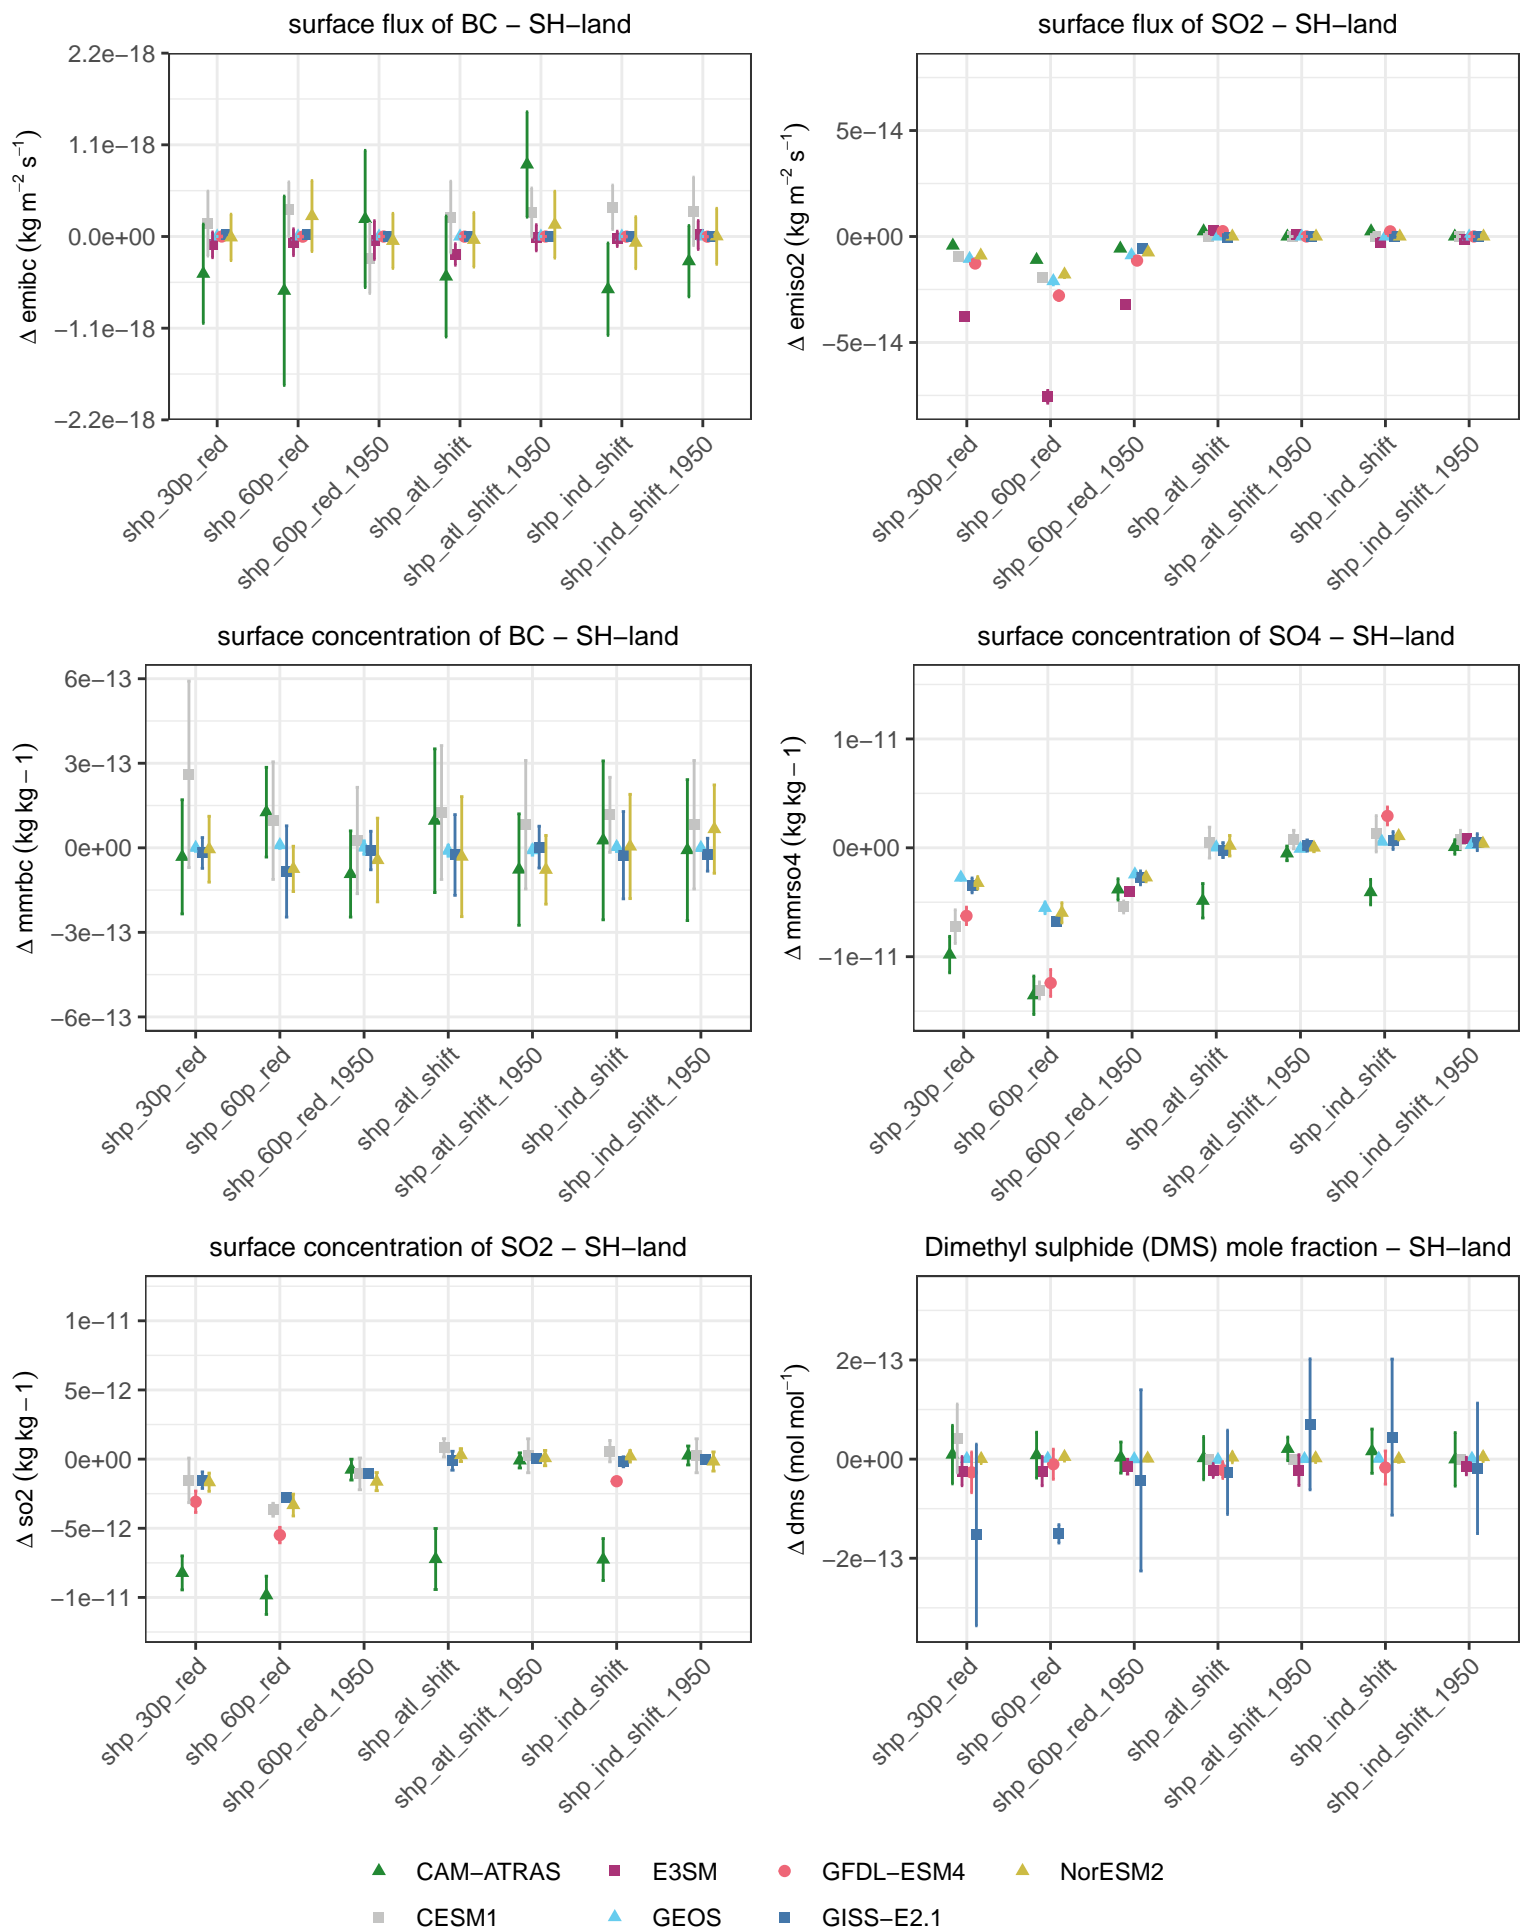 surface flux of BC − SH−land
Δ emibc (kg m−2 s−1)
2.2e−18
1.1e−18
0.0e+00
−1.1e−18
−2.2e−18
shp_30p_red
shp_60p_red
shp_60p_red_1950
shp_atl_shift
shp_atl_shift_1950
shp_ind_shift
shp_ind_shift_1950
surface flux of SO2 − SH−land
Δ emiso2 (kg m−2 s−1)
5e−14
0e+00
−5e−14
shp_30p_red
shp_60p_red
shp_60p_red_1950
shp_atl_shift
shp_atl_shift_1950
shp_ind_shift
shp_ind_shift_1950
surface concentration of BC − SH−land
Δ mmrbc (kg kg − 1)
6e−13
3e−13
0e+00
−3e−13
−6e−13
shp_30p_red
shp_60p_red
shp_60p_red_1950
shp_atl_shift
shp_atl_shift_1950
shp_ind_shift
shp_ind_shift_1950
surface concentration of SO4 − SH−land
Δ mmrso4 (kg kg − 1)
1e−11
0e+00
−1e−11
shp_30p_red
shp_60p_red
shp_60p_red_1950
shp_atl_shift
shp_atl_shift_1950
shp_ind_shift
shp_ind_shift_1950
surface concentration of SO2 − SH−land
Δ so2 (kg kg − 1)
1e−11
5e−12
0e+00
−5e−12
−1e−11
shp_30p_red
shp_60p_red
shp_60p_red_1950
shp_atl_shift
shp_atl_shift_1950
shp_ind_shift
shp_ind_shift_1950
Dimethyl sulphide (DMS) mole fraction − SH−land
Δ dms (mol mol−1)
2e−13
0e+00
−2e−13
shp_30p_red
shp_60p_red
shp_60p_red_1950
shp_atl_shift
shp_atl_shift_1950
shp_ind_shift
shp_ind_shift_1950
CAM−ATRAS E3SM GFDL−ESM4 NorESM2
CESM1 GEOS GISS−E2.1